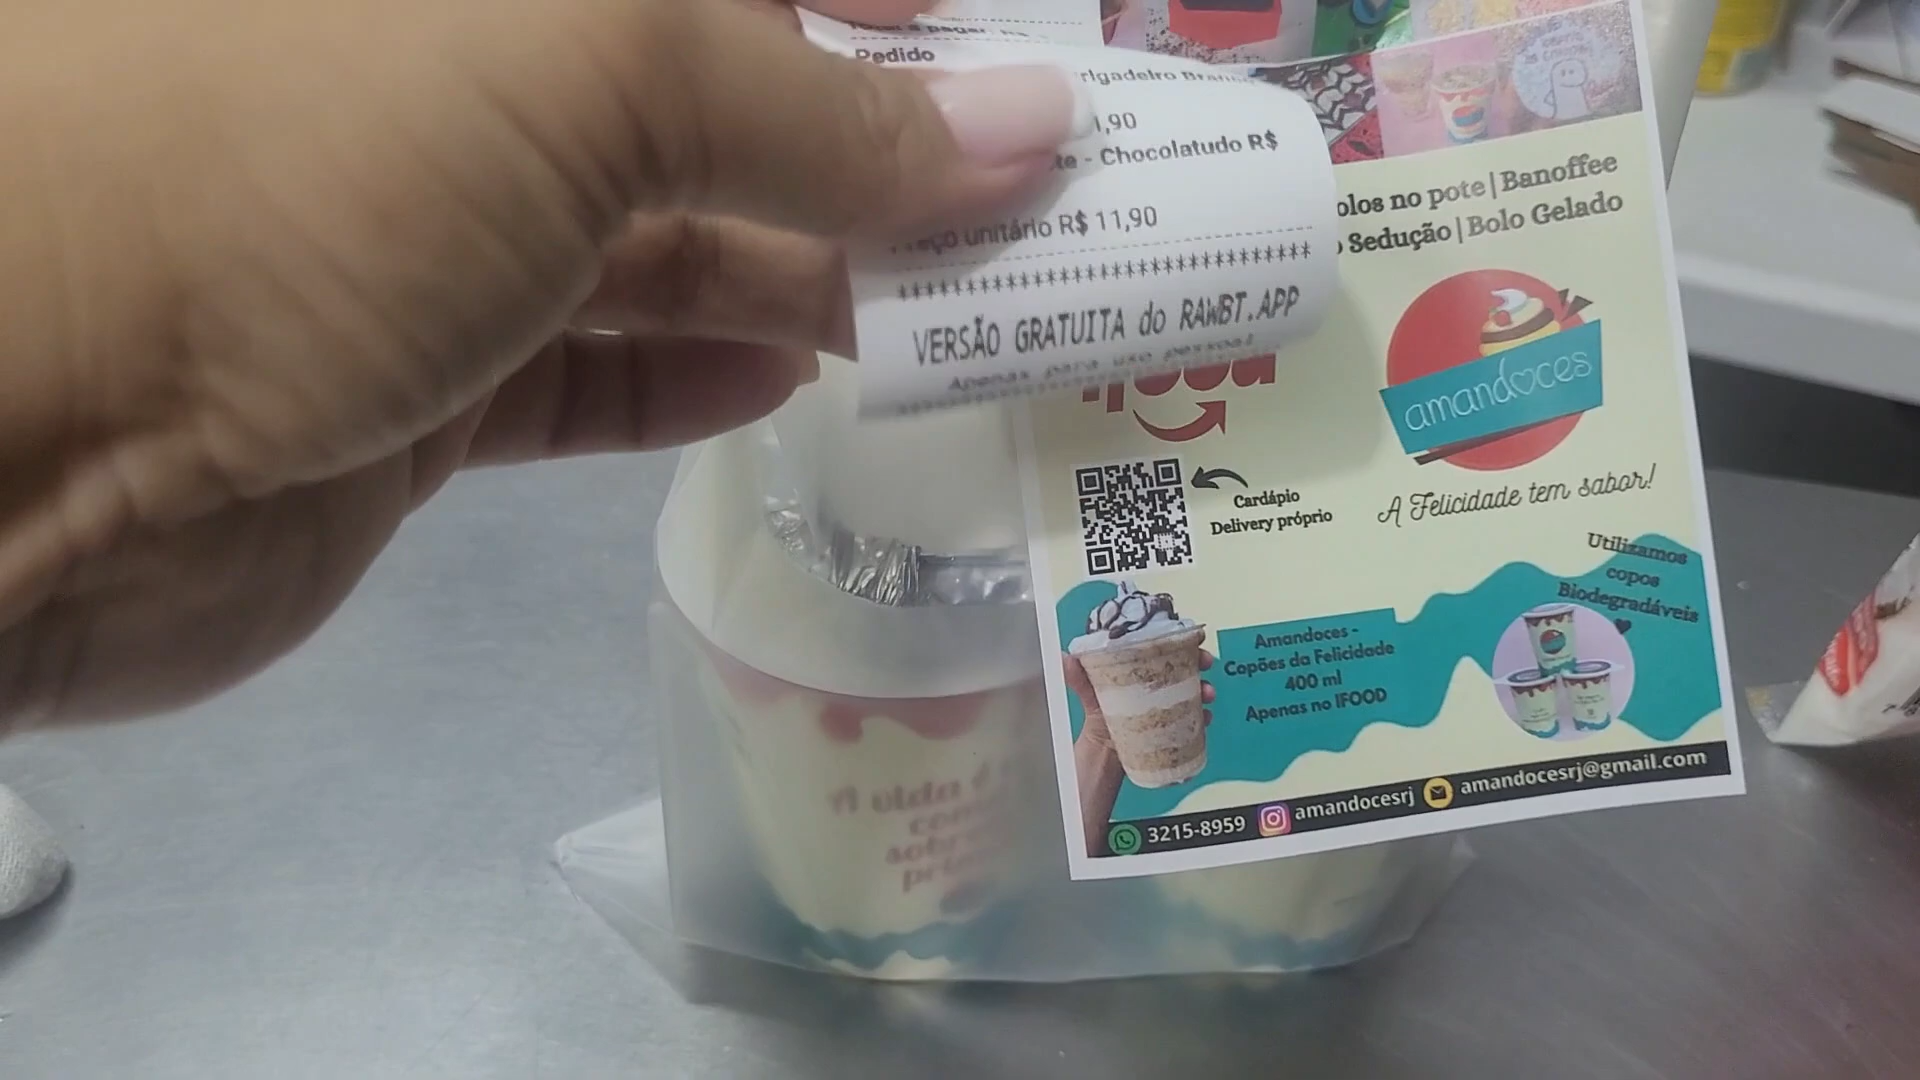 Pedido
1,90
- Chocolatudo R$
unitário R$ 11,90
******************************
VERSÃO GRATUITA do RAWBT.APP
Apenas para uso pessoal
olos no pote|Banoffee
Sedução|Bolo Gelado
amandoces
A Felicidade tem sabor!
Cardápio
Delivery próprio
Utilizamos
copos
Biodegradáveis
Amandoces -
Copões da Felicidade
400 ml
Apenas no IFOOD
3215-8959 amandocesrj amandocesrj@gmail.com
A vida é